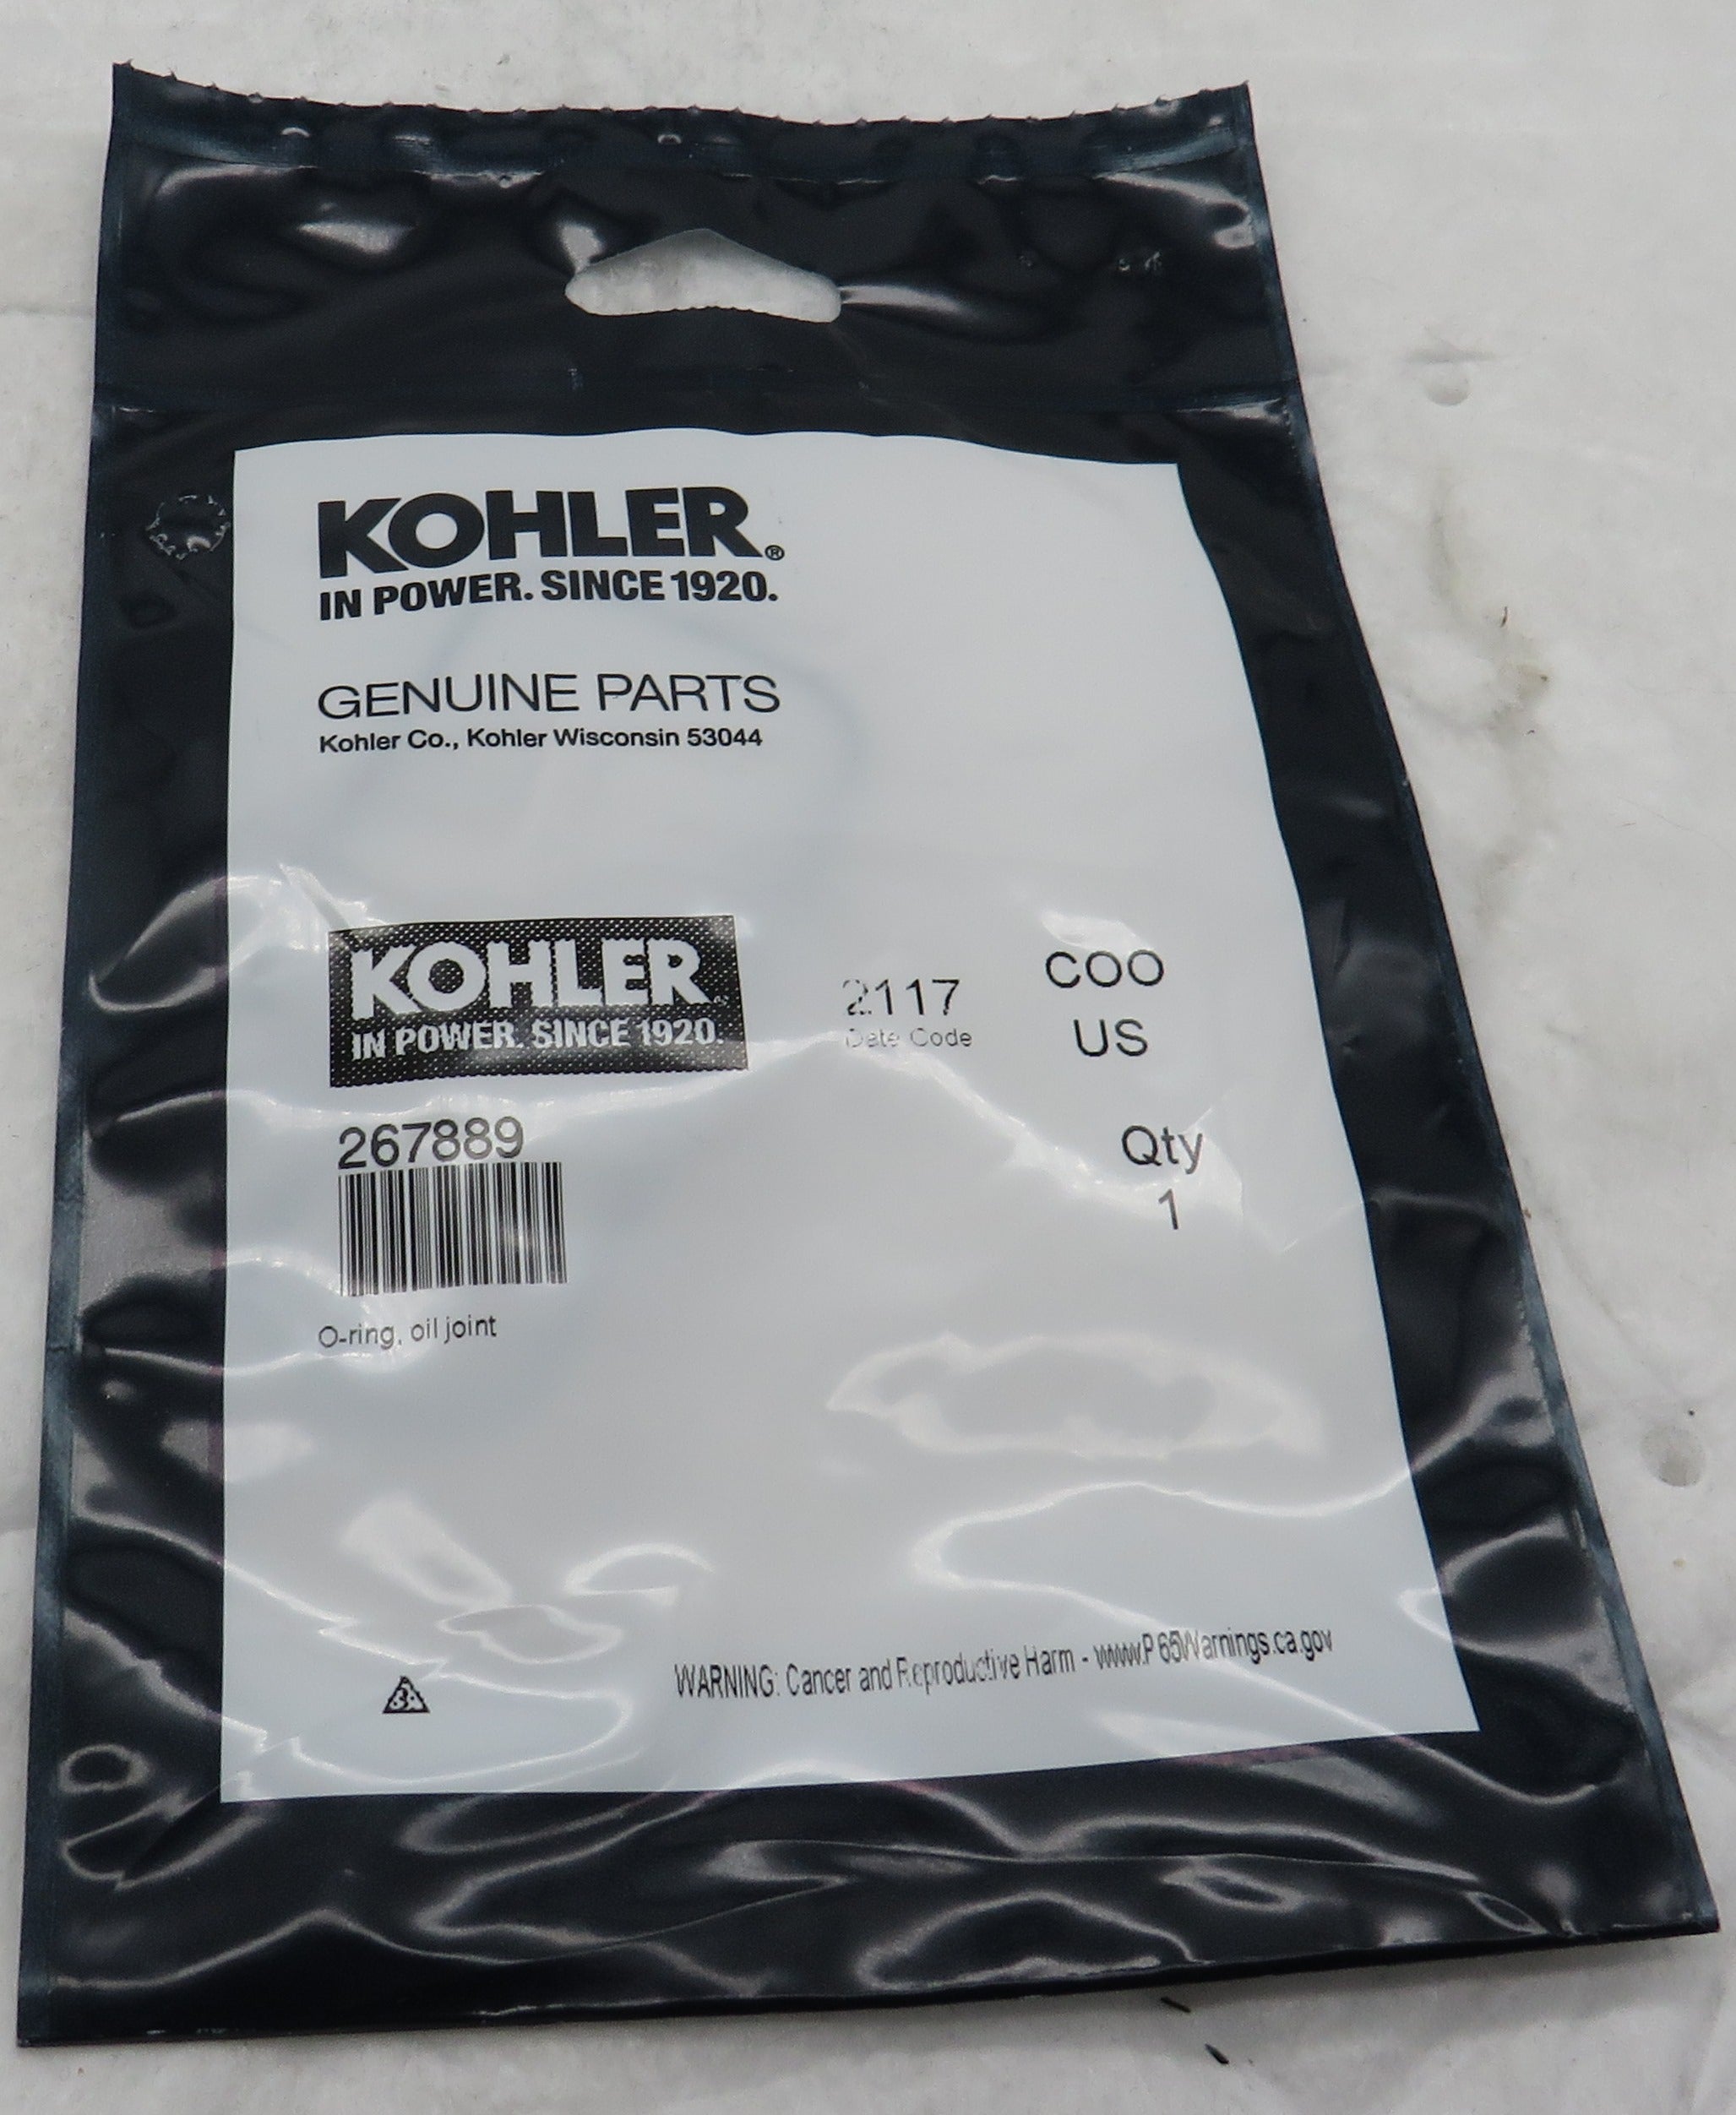 KOHLER®
IN POWER. SINCE 1920.
GENUINE PARTS
Kohler Co., Kohler Wisconsin 53044
KOHLER
IN POWER. SINCE 1920.
2117
Date Code
COO
US
267889
Qty
1
O-ring, oil joint
3
WARNING: Cancer and Reproductive Harm - www.P65Warnings.ca.gov